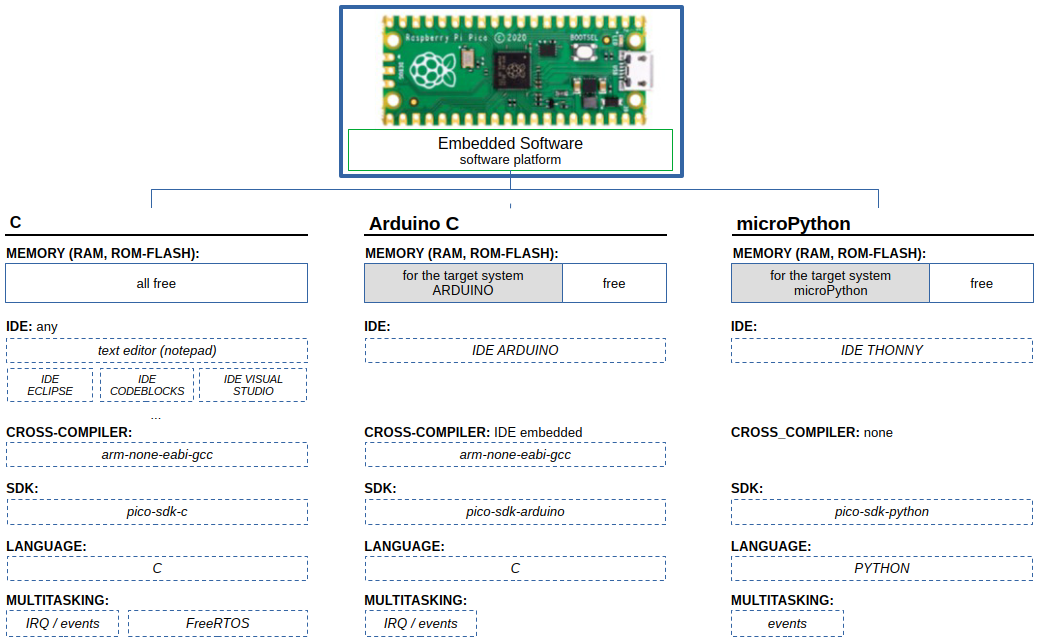 Raspberry Pi Pico © 2020
BOOTSEL
Embedded Software
software platform
C
MEMORY (RAM, ROM-FLASH):
all free
IDE: any
text editor (notepad)
IDE
ECLIPSE
IDE
CODEBLOCKS
IDE VISUAL
STUDIO
...
CROSS-COMPILER:
arm-none-eabi-gcc
SDK:
pico-sdk-c
LANGUAGE:
C
MULTITASKING:
IRQ / events
FreeRTOS
Arduino C
MEMORY (RAM, ROM-FLASH):
for the target system
ARDUINO
free
IDE:
IDE ARDUINO
CROSS-COMPILER: IDE embedded
arm-none-eabi-gcc
SDK:
pico-sdk-arduino
LANGUAGE:
C
MULTITASKING:
IRQ / events
microPython
MEMORY (RAM, ROM-FLASH):
for the target system
microPython
free
IDE:
IDE THONNY
CROSS_COMPILER: none
SDK:
pico-sdk-python
LANGUAGE:
PYTHON
MULTITASKING:
events